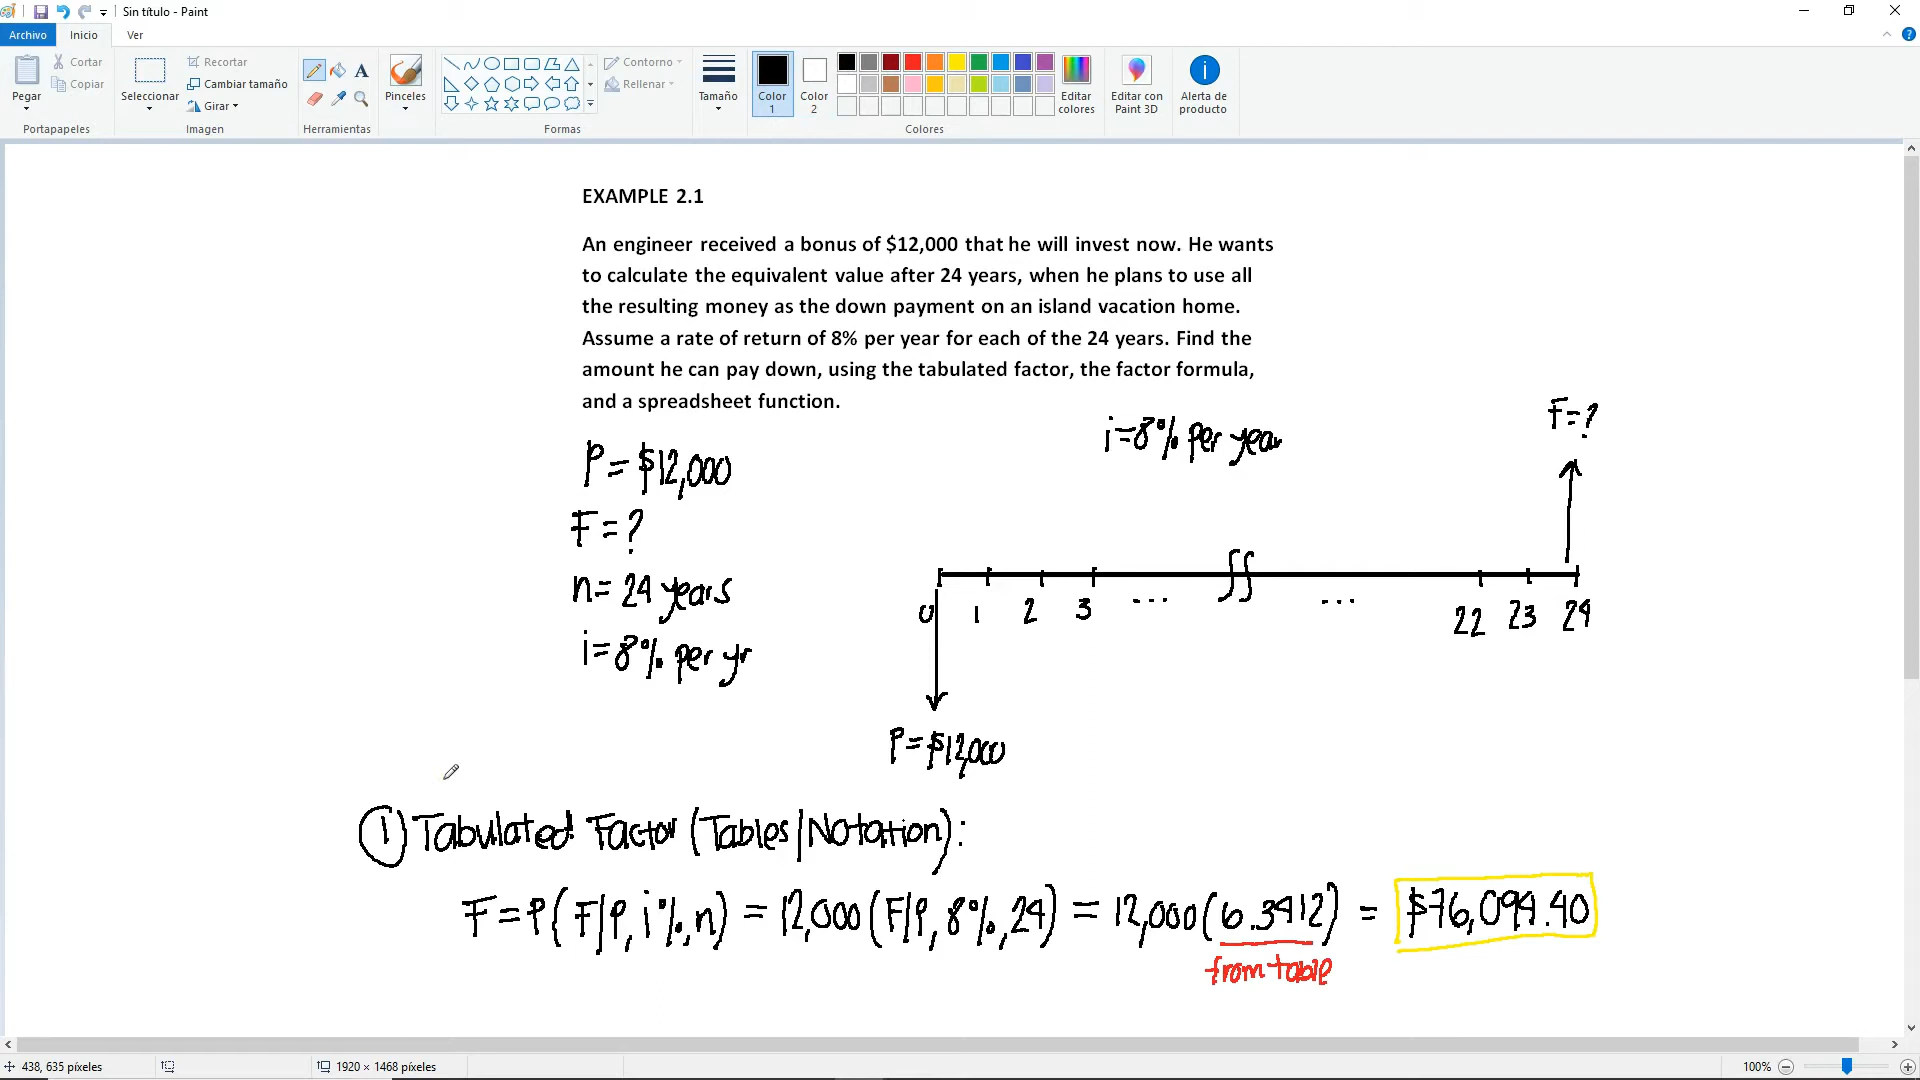 Sin título - Paint
Archivo Inicio Ver
Pegar
Cortar
Copiar
Portapapeles
Seleccionar
Recortar
Cambiar tamaño
Girar
Imagen
A
Herramientas
Pinceles
Contorno
Rellenar
Formas
Tamaño
Color 1
Color 2
Editar colores
Colores
Editar con Paint 3D
Alerta de producto
EXAMPLE 2.1
An engineer received a bonus of $12,000 that he will invest now. He wants
to calculate the equivalent value after 24 years, when he plans to use all
the resulting money as the down payment on an island vacation home.
Assume a rate of return of 8% per year for each of the 24 years. Find the
amount he can pay down, using the tabulated factor, the factor formula,
and a spreadsheet function.
P = $12,000
F = ?
n = 24 years
i = 8% per yr
i = 8% per year
F = ?
0 1 2 3 ... ... 22 23 24
P = $12,000
① Tabulated Factor (Tables|Notation):
F = P(F|P, i%, n) = 12,000(F|P, 8%, 24) = 12,000(6.3412) = $76,094.40
from table
438, 635 píxeles
1920 × 1468 píxeles
100%